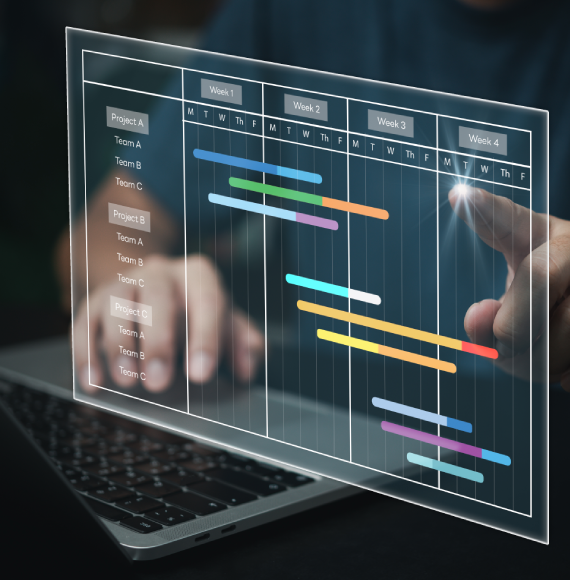 Week 1
Week 2
Week 3
Week 4
M T W Th F M T W Th F M T W Th F M T W Th F
Project A
Team A
Team B
Team C
Project B
Team A
Team B
Team C
Project C
Team A
Team B
Team C